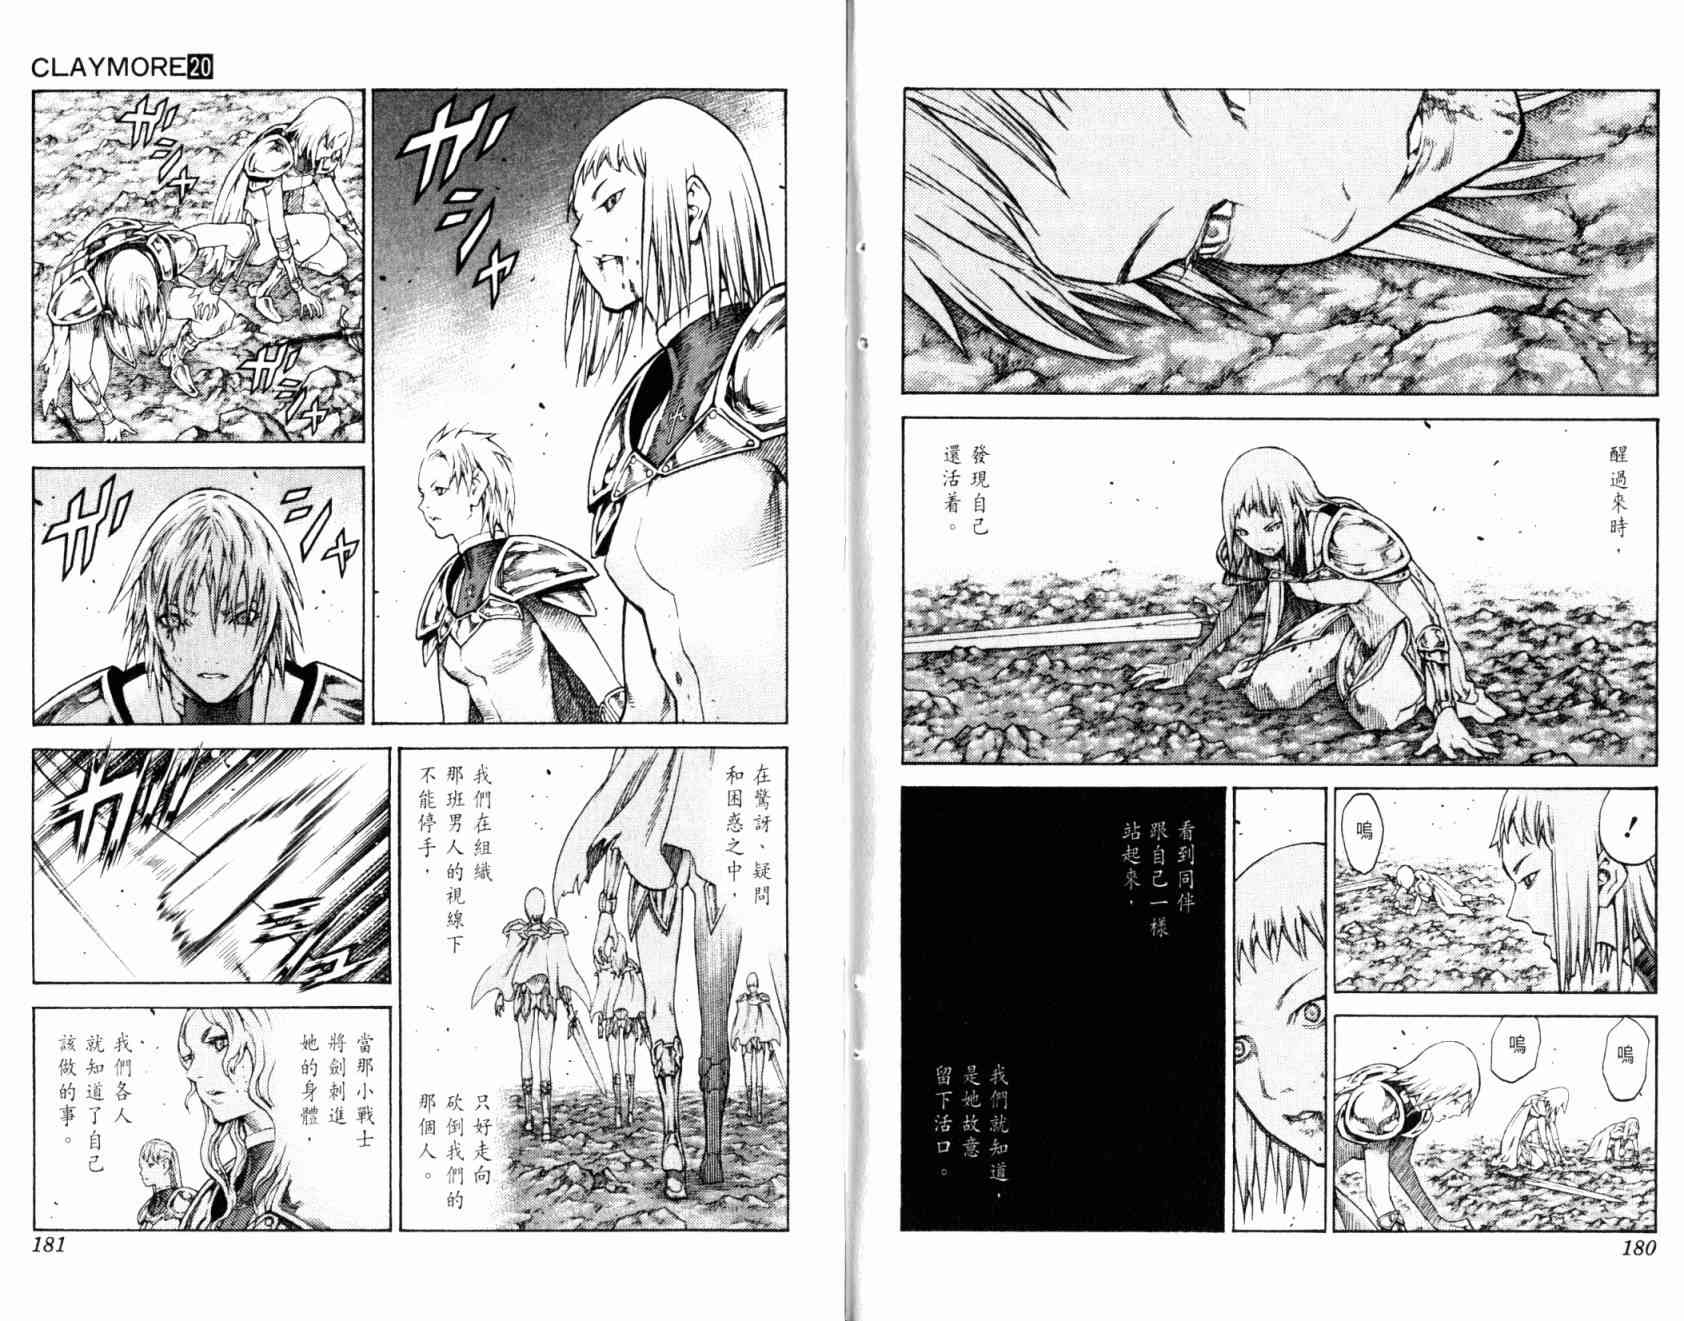 醒過來時，
發現自己
還活着。
！
嗚
嗚
嗚
看到同伴
跟自己一樣
站起來，
我們就知道，
是她故意
留下活口。
180
CLAYMORE 20
ガシャ
ガシャ
ガシャ
ガシャ
在驚訝、疑問
和困惑之中，
我們在組織
那班男人的視線下
不能停手，
只好走向
砍倒我們的
那個人。
ガギュ
當那小戰士
將劍刺進
她的身體，
我們各人
就知道了自己
該做的事。
181